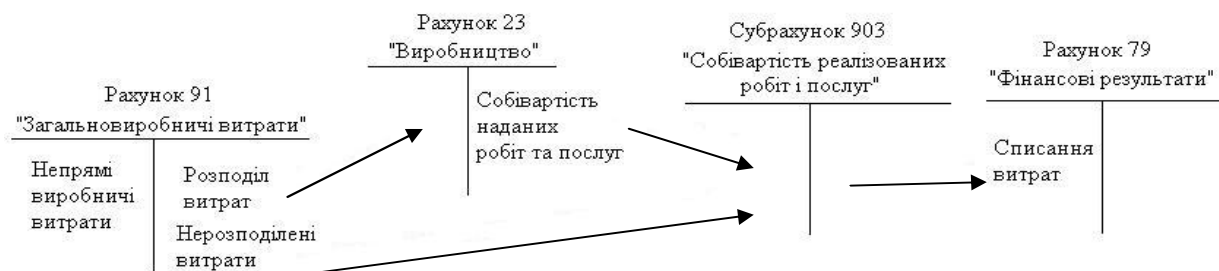 Рахунок 91
"Загальновиробничі витрати"
Непрямі
виробничі
витрати
Розподіл
витрат
Нерозподілені
витрати
Рахунок 23
"Виробництво"
Собівартість
наданих
робіт та послуг
Субрахунок 903
"Собівартість реалізованих
робіт і послуг"
Рахунок 79
"Фінансові результати"
Списання
витрат